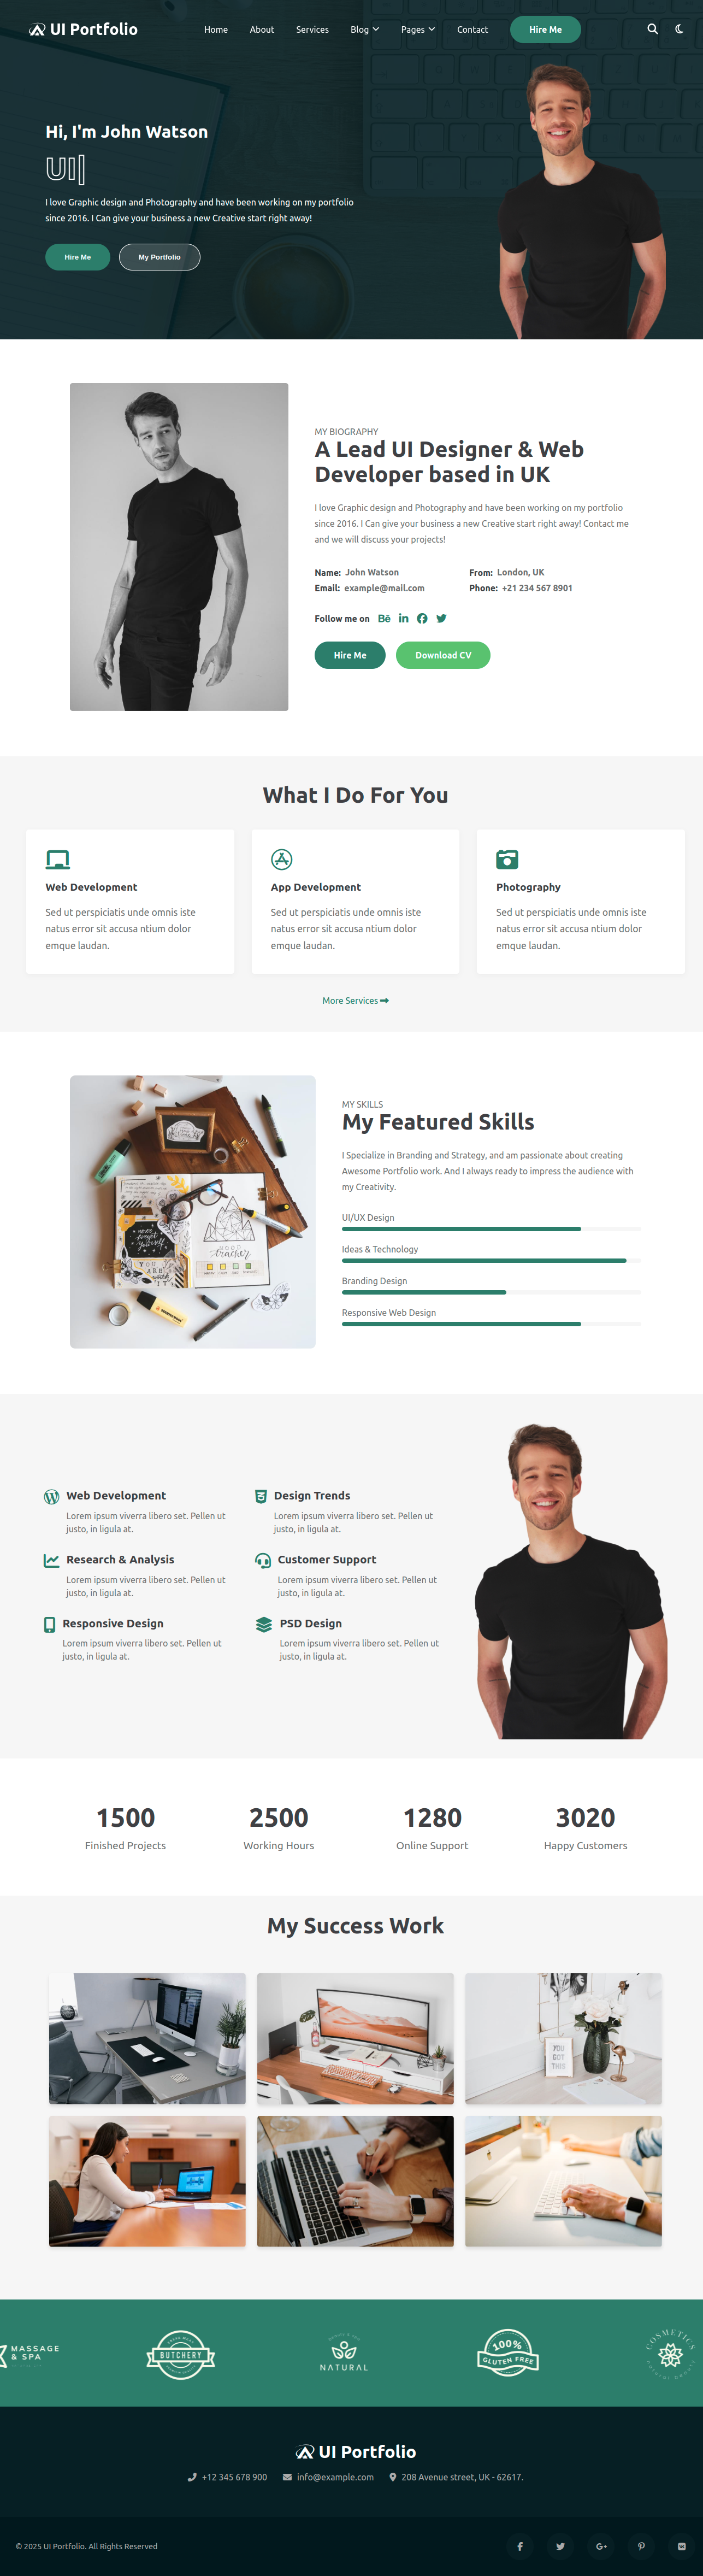 UI Portfolio
Home
About
Services
Blog
Pages
Contact
Hire Me
Hi, I'm John Watson
UI|
I love Graphic design and Photography and have been working on my portfolio
since 2016. I Can give your business a new Creative start right away!
Hire Me
My Portfolio
MY BIOGRAPHY
A Lead UI Designer & Web
Developer based in UK
I love Graphic design and Photography and have been working on my portfolio
since 2016. I Can give your business a new Creative start right away! Contact me
and we will discuss your projects!
Name: John Watson
From: London, UK
Email: example@mail.com
Phone: +21 234 567 8901
Follow me on
Hire Me
Download CV
What I Do For You
Web Development
Sed ut perspiciatis unde omnis iste
natus error sit accusa ntium dolor
emque laudan.
App Development
Sed ut perspiciatis unde omnis iste
natus error sit accusa ntium dolor
emque laudan.
Photography
Sed ut perspiciatis unde omnis iste
natus error sit accusa ntium dolor
emque laudan.
More Services
MY SKILLS
My Featured Skills
I Specialize in Branding and Strategy, and am passionate about creating
Awesome Portfolio work. And I always ready to impress the audience with
my Creativity.
UI/UX Design
Ideas & Technology
Branding Design
Responsive Web Design
Web Development
Lorem ipsum viverra libero set. Pellen ut
justo, in ligula at.
Design Trends
Lorem ipsum viverra libero set. Pellen ut
justo, in ligula at.
Research & Analysis
Lorem ipsum viverra libero set. Pellen ut
justo, in ligula at.
Customer Support
Lorem ipsum viverra libero set. Pellen ut
justo, in ligula at.
Responsive Design
Lorem ipsum viverra libero set. Pellen ut
justo, in ligula at.
PSD Design
Lorem ipsum viverra libero set. Pellen ut
justo, in ligula at.
1500
Finished Projects
2500
Working Hours
1280
Online Support
3020
Happy Customers
My Success Work
YOU
GOT
THIS
MASSAGE
& SPA
BUTCHERY
NATURAL
100%
GLUTEN FREE
COSMETICS
UI Portfolio
+12 345 678 900
info@example.com
208 Avenue street, UK - 62617.
© 2025 UI Portfolio. All Rights Reserved